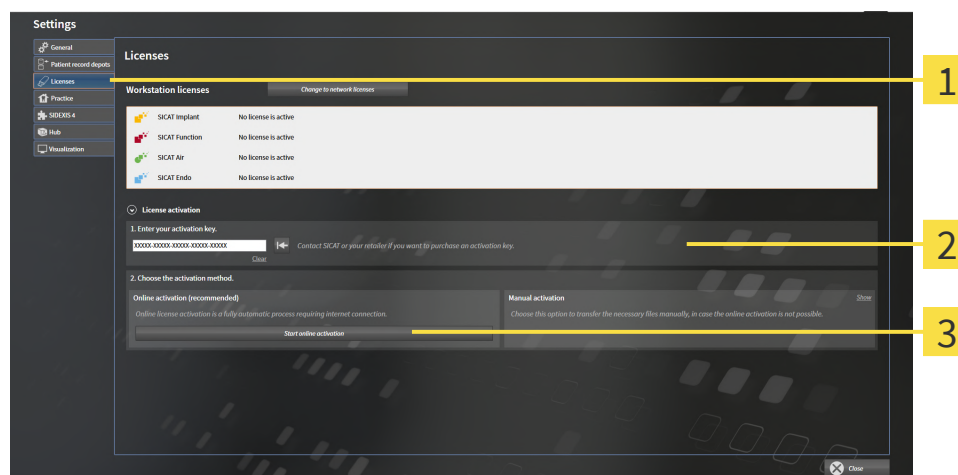 Settings
General
Patient record depots
Licenses
Practice
SIDEXIS 4
Hub
Visualization
Licenses
Workstation licenses
Change to network licenses
SICAT Implant No license is active
SICAT Function No license is active
SICAT Air No license is active
SICAT Endo No license is active
License activation
1. Enter your activation key.
XXXXX-XXXXX-XXXXX-XXXXX-XXXXX
Contact SICAT or your retailer if you want to purchase an activation key.
Clear
2. Choose the activation method.
Online activation (recommended)
Online license activation is a fully automatic process requiring internet connection.
Start online activation
Manual activation
Show
Choose this option to transfer the necessary files manually, in case the online activation is not possible.
Close
1
2
3